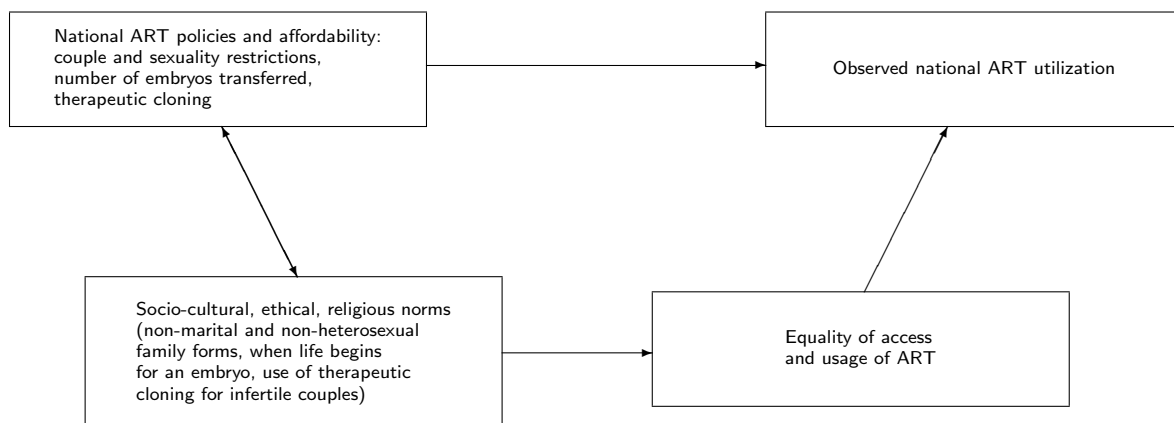 National ART policies and affordability:
couple and sexuality restrictions,
number of embryos transferred,
therapeutic cloning
Observed national ART utilization
Socio-cultural, ethical, religious norms
(non-marital and non-heterosexual
family forms, when life begins
for an embryo, use of therapeutic
cloning for infertile couples)
Equality of access
and usage of ART